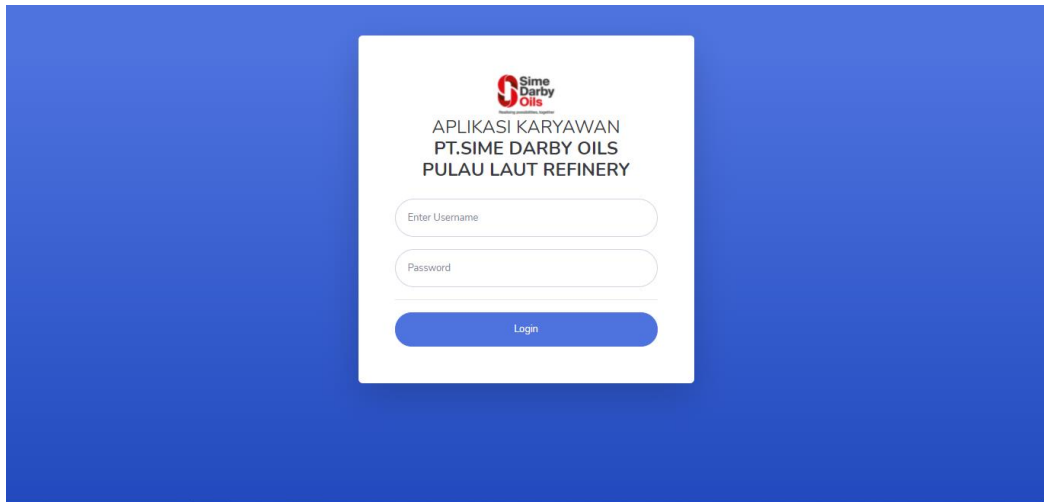 Sime
Darby
Oils
APLIKASI KARYAWAN
PT.SIME DARBY OILS
PULAU LAUT REFINERY
Enter Username
Password
Login